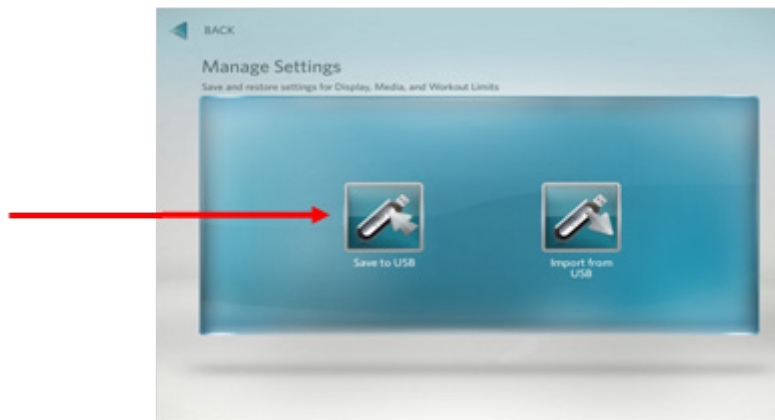 BACK
Manage Settings
Save and restore settings for Display, Media, and Workout Limits
Save to USB
Import from
USB